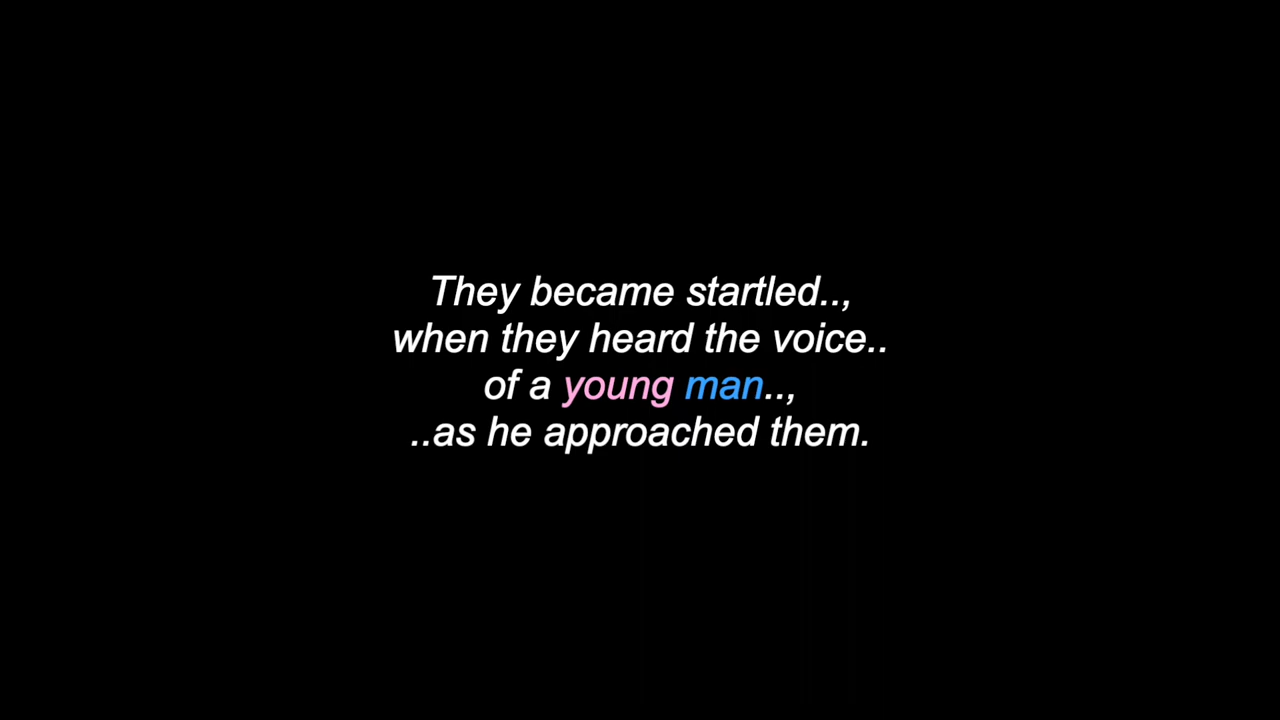 They became startled..,
when they heard the voice..
of a young man..,
..as he approached them.